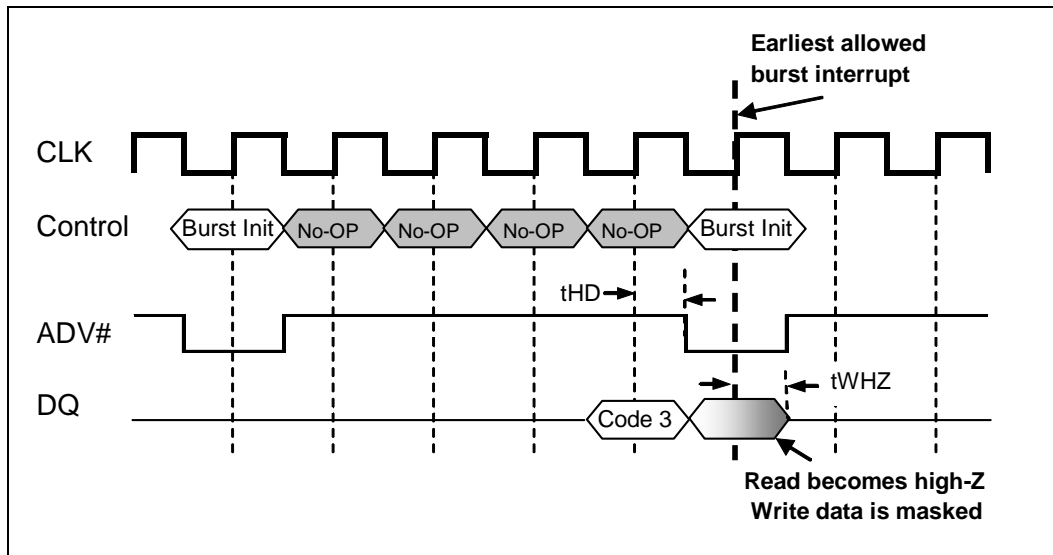 Earliest allowed
burst interrupt
CLK
Control
Burst Init
No-OP
No-OP
No-OP
No-OP
Burst Init
tHD
ADV#
tWHZ
DQ
Code 3
Read becomes high-Z
Write data is masked